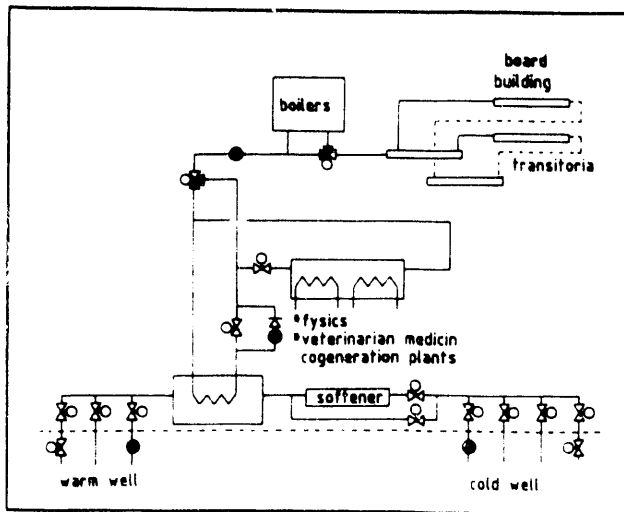 board
building
boilers
transitoria
* fysics
* veterinarian medicin
cogeneration plants
softener
warm well
cold well